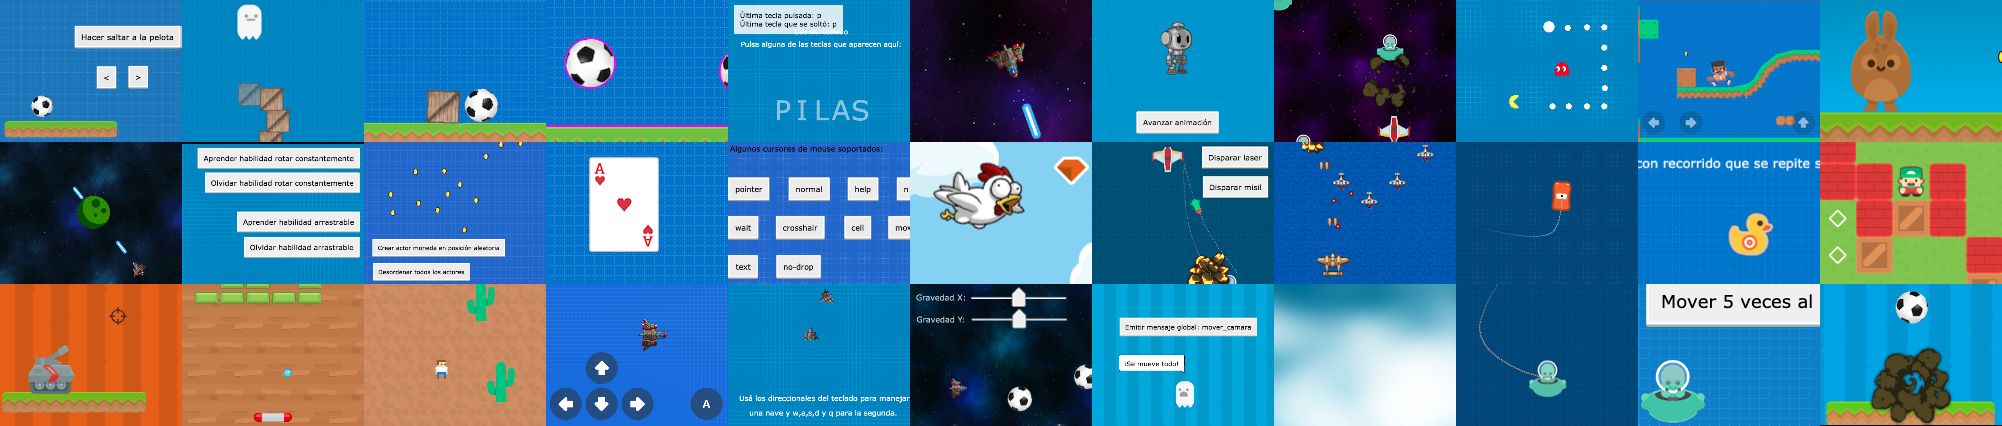 Hacer saltar a la pelota
<
>
Última tecla pulsada: p
Última tecla que se soltó: p
Pulsa alguna de las teclas que aparecen aquí:
PILAS
Avanzar animación
Aprender habilidad rotar constantemente
Olvidar habilidad rotar constantemente
Aprender habilidad arrastrable
Olvidar habilidad arrastrable
Crear actor moneda en posición aleatoria
Desordenar todos los actores
A
A
Algunos cursores de mouse soportados:
pointer
normal
help
n
wait
crosshair
cell
mov
text
no-drop
Disparar laser
Disparar misil
con recorrido que se repite s
A
Usá los direccionales del teclado para manejar
una nave y w,a,s,d y q para la segunda.
Gravedad X:
Gravedad Y:
Emitir mensaje global: mover_camara
¡Se mueve todo!
Mover 5 veces al